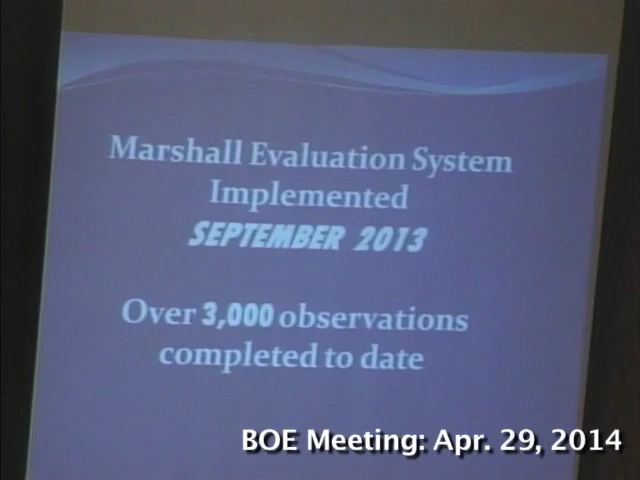 Marshall Evaluation System
Implemented
SEPTEMBER 2013
Over 3,000 observations
completed to date
BOE Meeting: Apr. 29, 2014